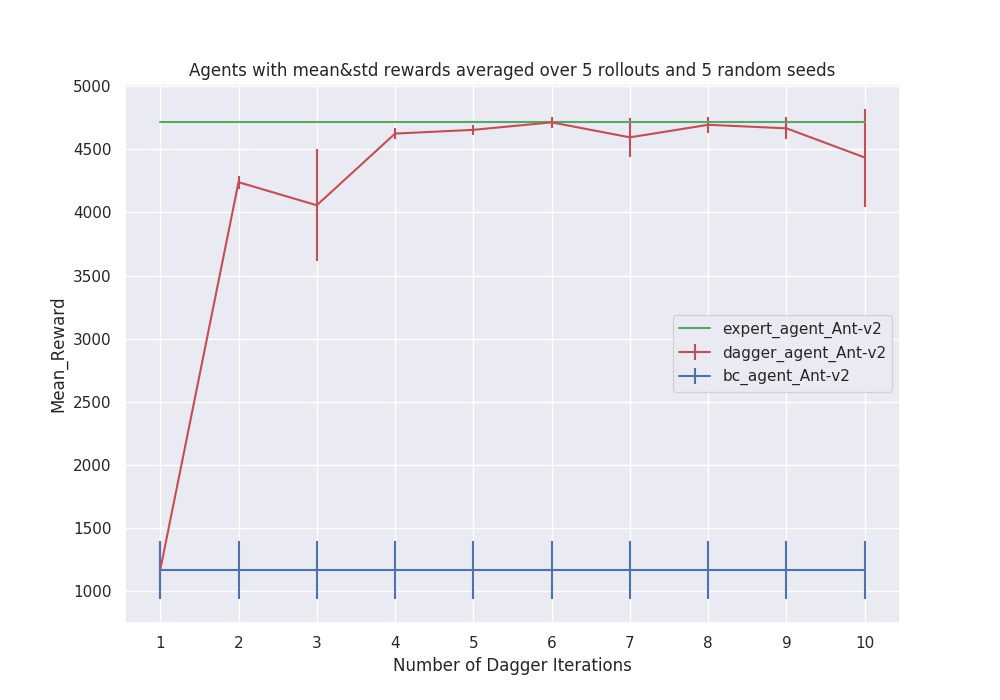 Agents with mean&std rewards averaged over 5 rollouts and 5 random seeds
5000
4500
4000
3500
3000
2500
2000
1500
1000
Mean_Reward
expert_agent_Ant-v2
dagger_agent_Ant-v2
bc_agent_Ant-v2
1 2 3 4 5 6 7 8 9 10
Number of Dagger Iterations